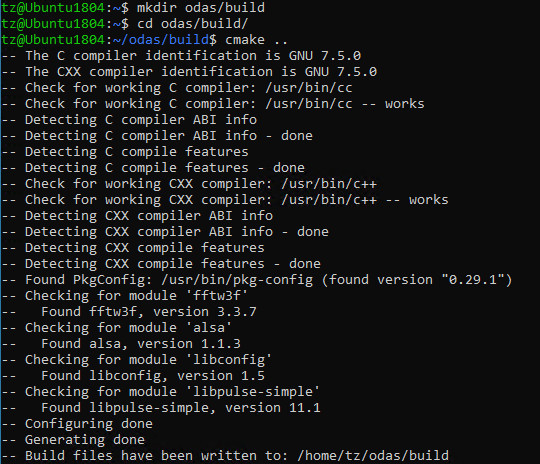 tz@Ubuntu1804:~$ mkdir odas/build
tz@Ubuntu1804:~$ cd odas/build/
tz@Ubuntu1804:~/odas/build$ cmake ..
-- The C compiler identification is GNU 7.5.0
-- The CXX compiler identification is GNU 7.5.0
-- Check for working C compiler: /usr/bin/cc
-- Check for working C compiler: /usr/bin/cc -- works
-- Detecting C compiler ABI info
-- Detecting C compiler ABI info - done
-- Detecting C compile features
-- Detecting C compile features - done
-- Check for working CXX compiler: /usr/bin/c++
-- Check for working CXX compiler: /usr/bin/c++ -- works
-- Detecting CXX compiler ABI info
-- Detecting CXX compiler ABI info - done
-- Detecting CXX compile features
-- Detecting CXX compile features - done
-- Found PkgConfig: /usr/bin/pkg-config (found version "0.29.1")
-- Checking for module 'fftw3f'
--   Found fftw3f, version 3.3.7
-- Checking for module 'alsa'
--   Found alsa, version 1.1.3
-- Checking for module 'libconfig'
--   Found libconfig, version 1.5
-- Checking for module 'libpulse-simple'
--   Found libpulse-simple, version 11.1
-- Configuring done
-- Generating done
-- Build files have been written to: /home/tz/odas/build